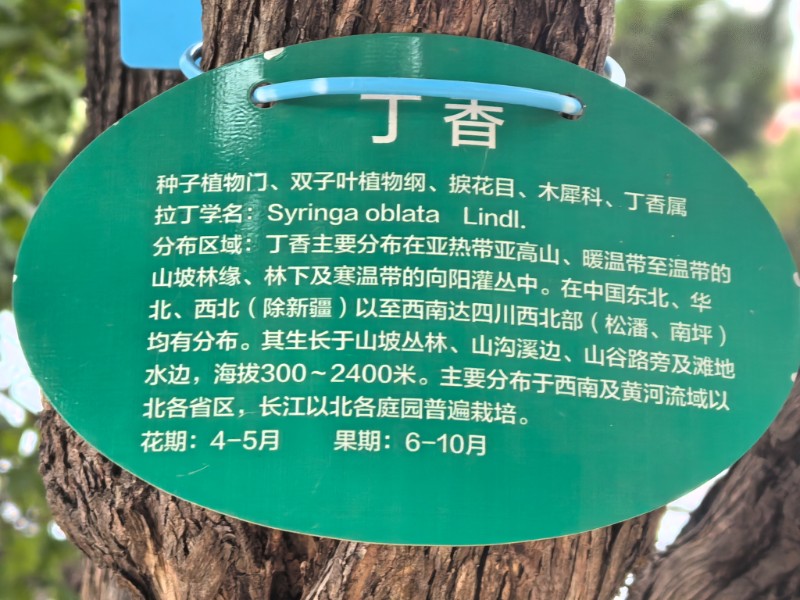 丁香
种子植物门、双子叶植物纲、捩花目、木犀科、丁香属
拉丁学名：Syringa oblata Lindl.
分布区域：丁香主要分布在亚热带亚高山、暖温带至温带的
山坡林缘、林下及寒温带的向阳灌丛中。在中国东北、华
北、西北（除新疆）以至西南达四川西北部（松潘、南坪）
均有分布。其生长于山坡丛林、山沟溪边、山谷路旁及滩地
水边，海拔300～2400米。主要分布于西南及黄河流域以
北各省区，长江以北各庭园普遍栽培。
花期：4-5月 果期：6-10月